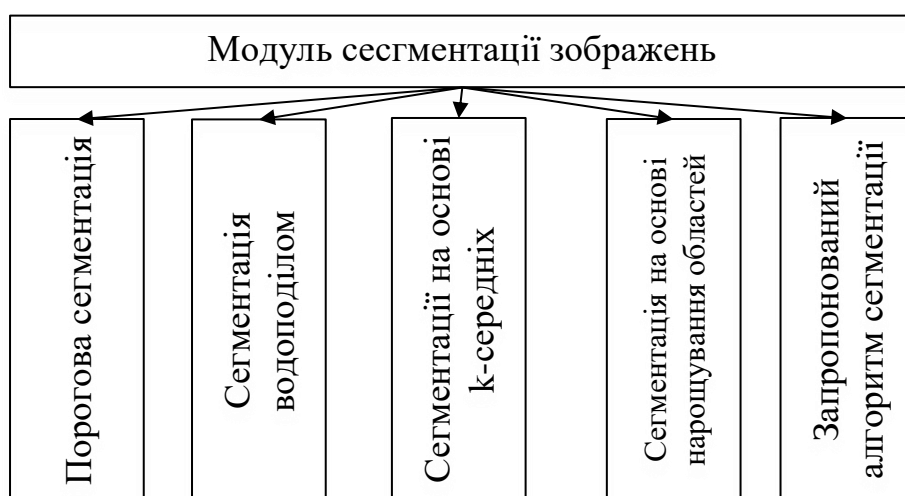 Модуль сесгментації зображень
Порогова сегментація
Сегментація
водоподілом
Сегментації на основі
k-середніх
Сегментація на основі
нарощування областей
Запропонований
алгоритм сегментації